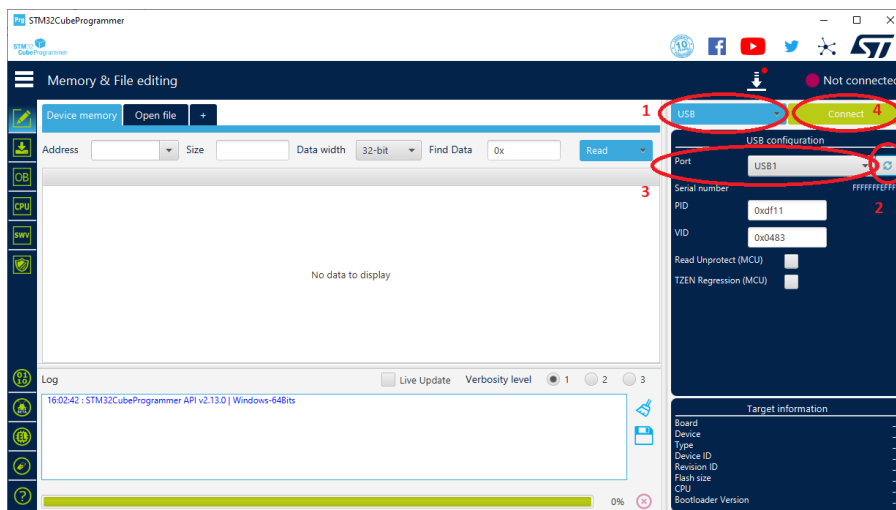 Prg STM32CubeProgrammer
STM32
CubeProgrammer
10
Memory & File editing
Not connected
Device memory
Open file
+
1
USB
Connect
4
Address
Size
Data width
32-bit
Find Data
0x
Read
USB configuration
Port
USB1
3
2
Serial number
FFFFFFFEFFF
PID
0xdf11
VID
0x0483
Read Unprotect (MCU)
TZEN Regression (MCU)
OB
CPU
SWV
No data to display
Log
Live Update
Verbosity level
1
2
3
16:02:42 : STM32CubeProgrammer API v2.13.0 | Windows-64Bits
0%
Target information
Board
Device
Type
Device ID
Revision ID
Flash size
CPU
Bootloader Version